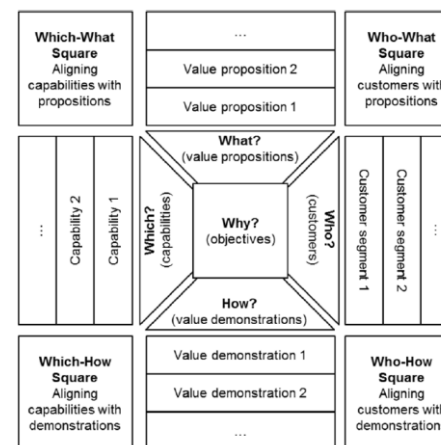 Which-What
Square
Aligning
capabilities with
propositions
...
Value proposition 2
Value proposition 1
Who-What
Square
Aligning
customers with
propositions
What?
(value propositions)
...
Capability 2
Capability 1
Which?
(capabilities)
Why?
(objectives)
Who?
(customers)
Customer segment 1
Customer segment 2
...
How?
(value demonstrations)
Which-How
Square
Aligning
capabilities with
demonstrations
Value demonstration 1
Value demonstration 2
...
Who-How
Square
Aligning
customers with
demonstration